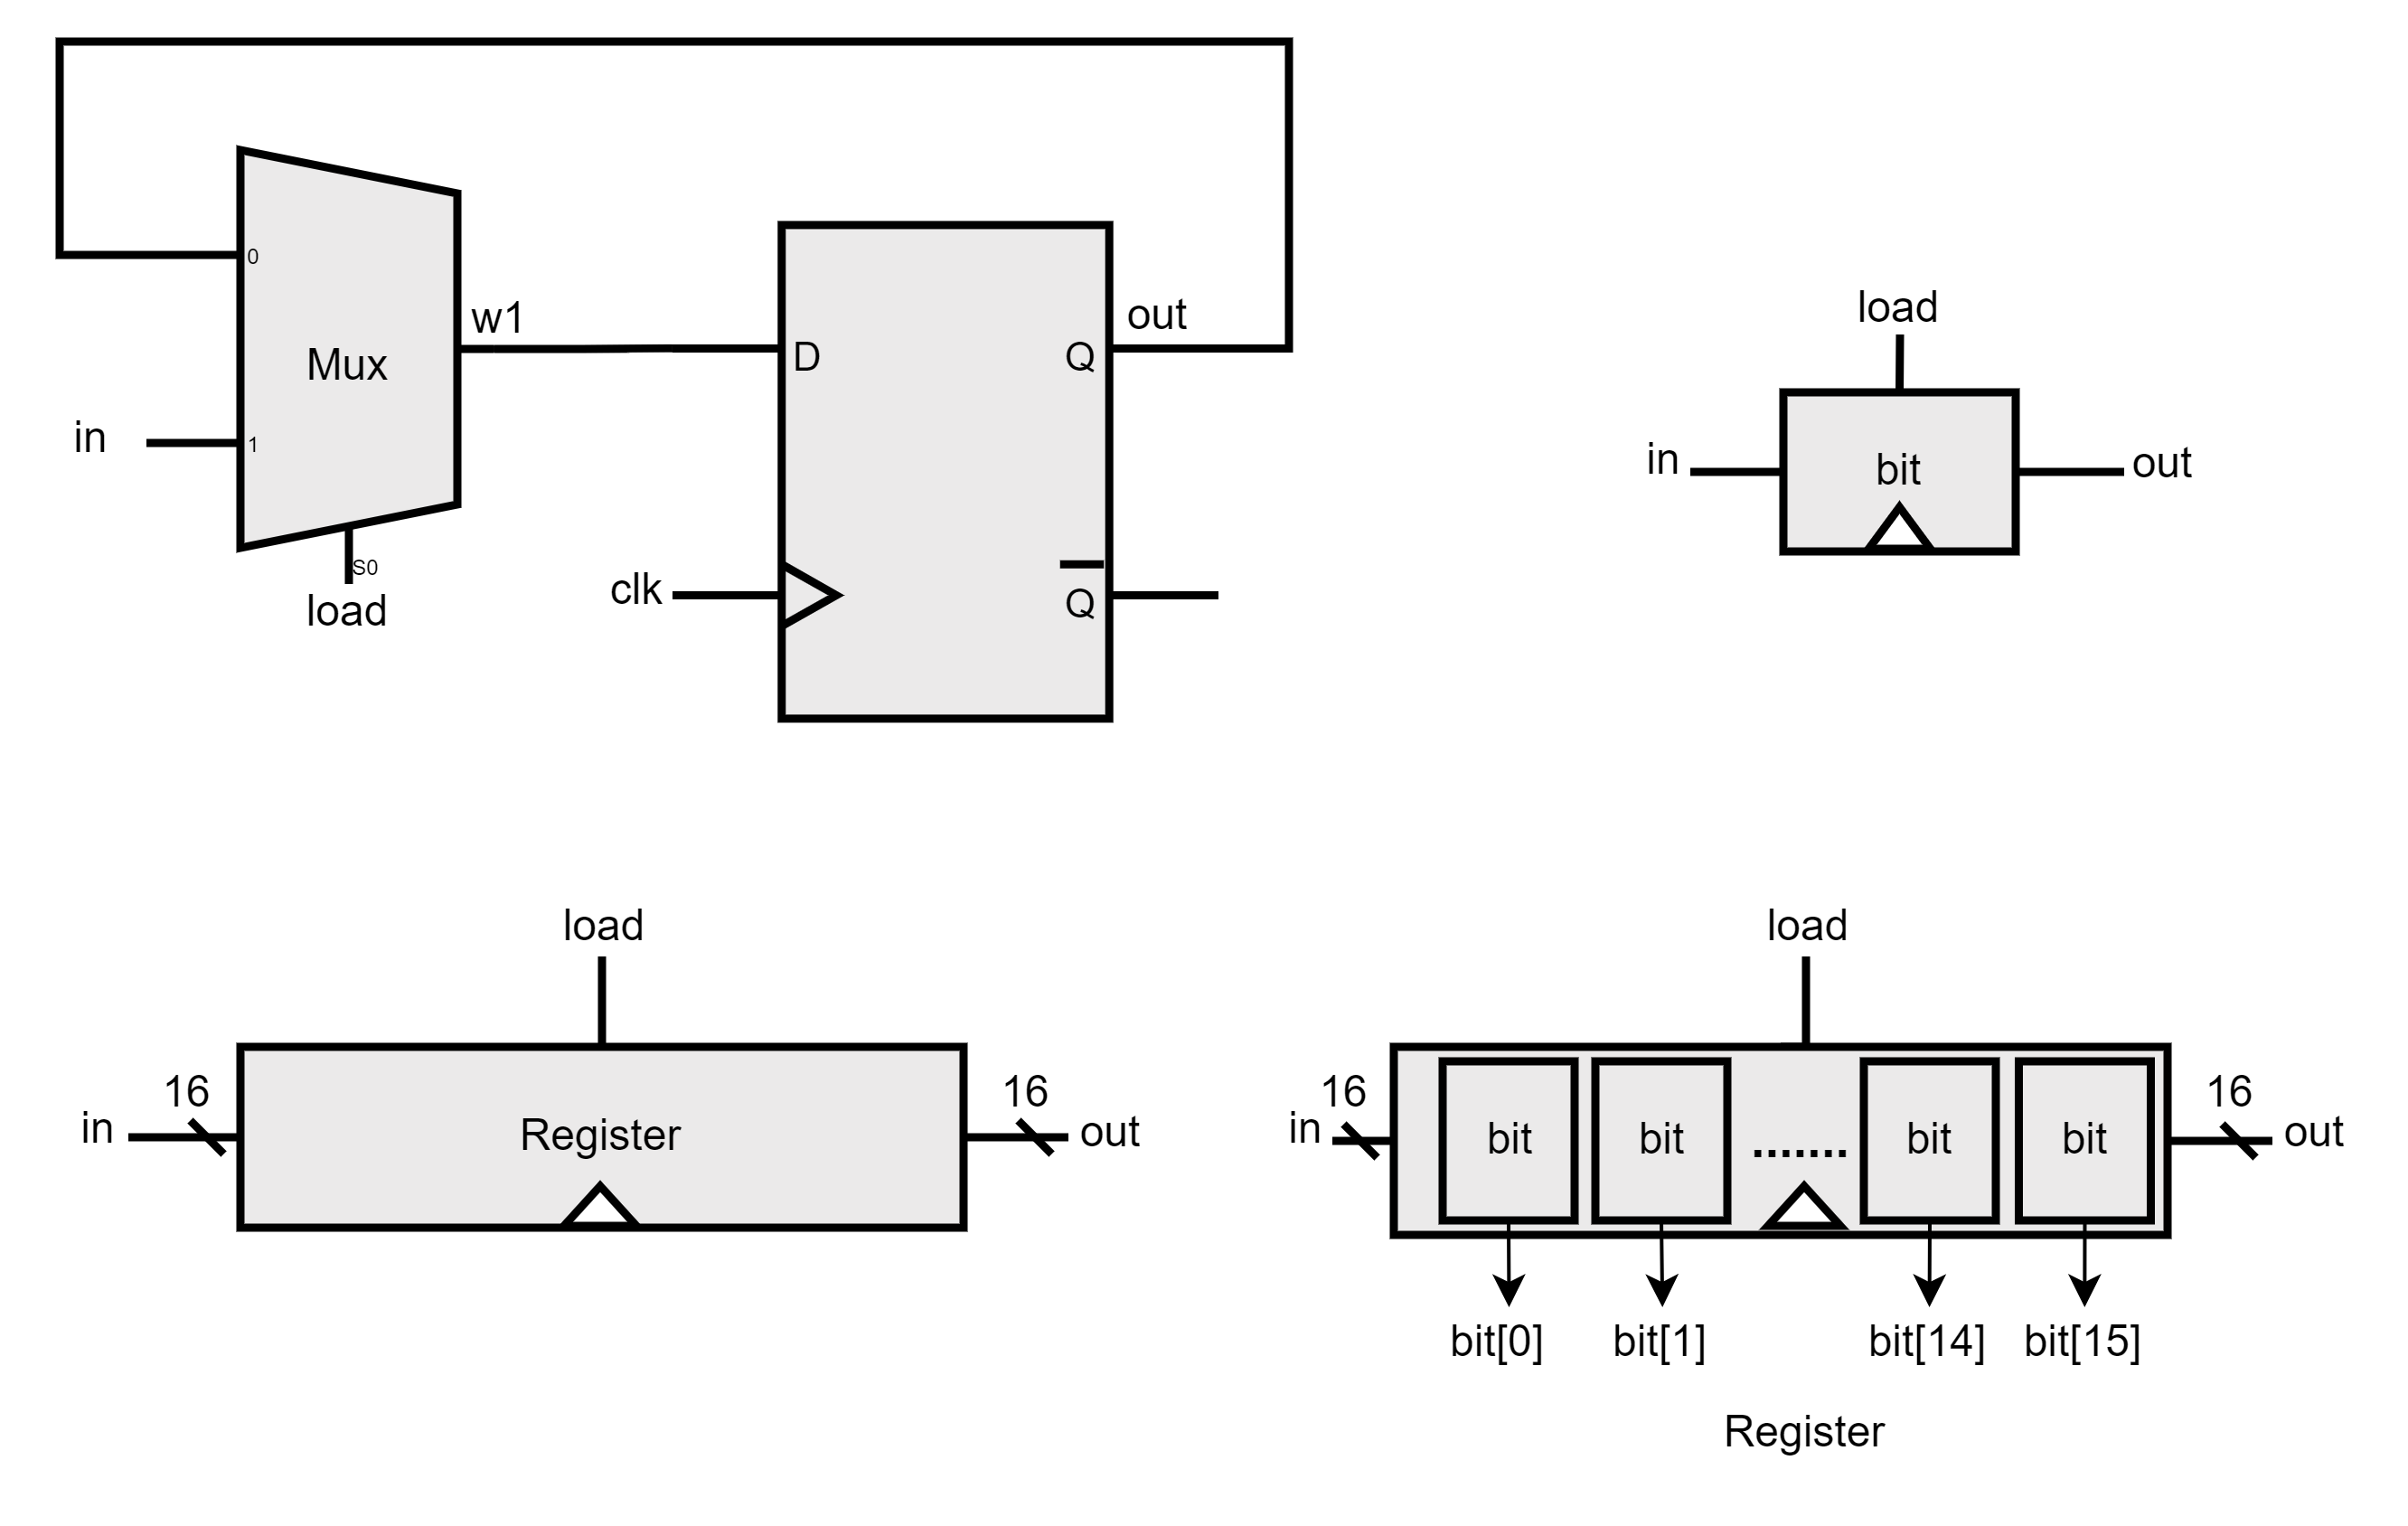 0
Mux
w1
in
1
S0
load
D
Q
out
clk
Q
load
in
bit
out
load
16
in
Register
16
out
load
16
in
bit
bit
.......
bit
bit
16
out
bit[0]
bit[1]
bit[14]
bit[15]
Register